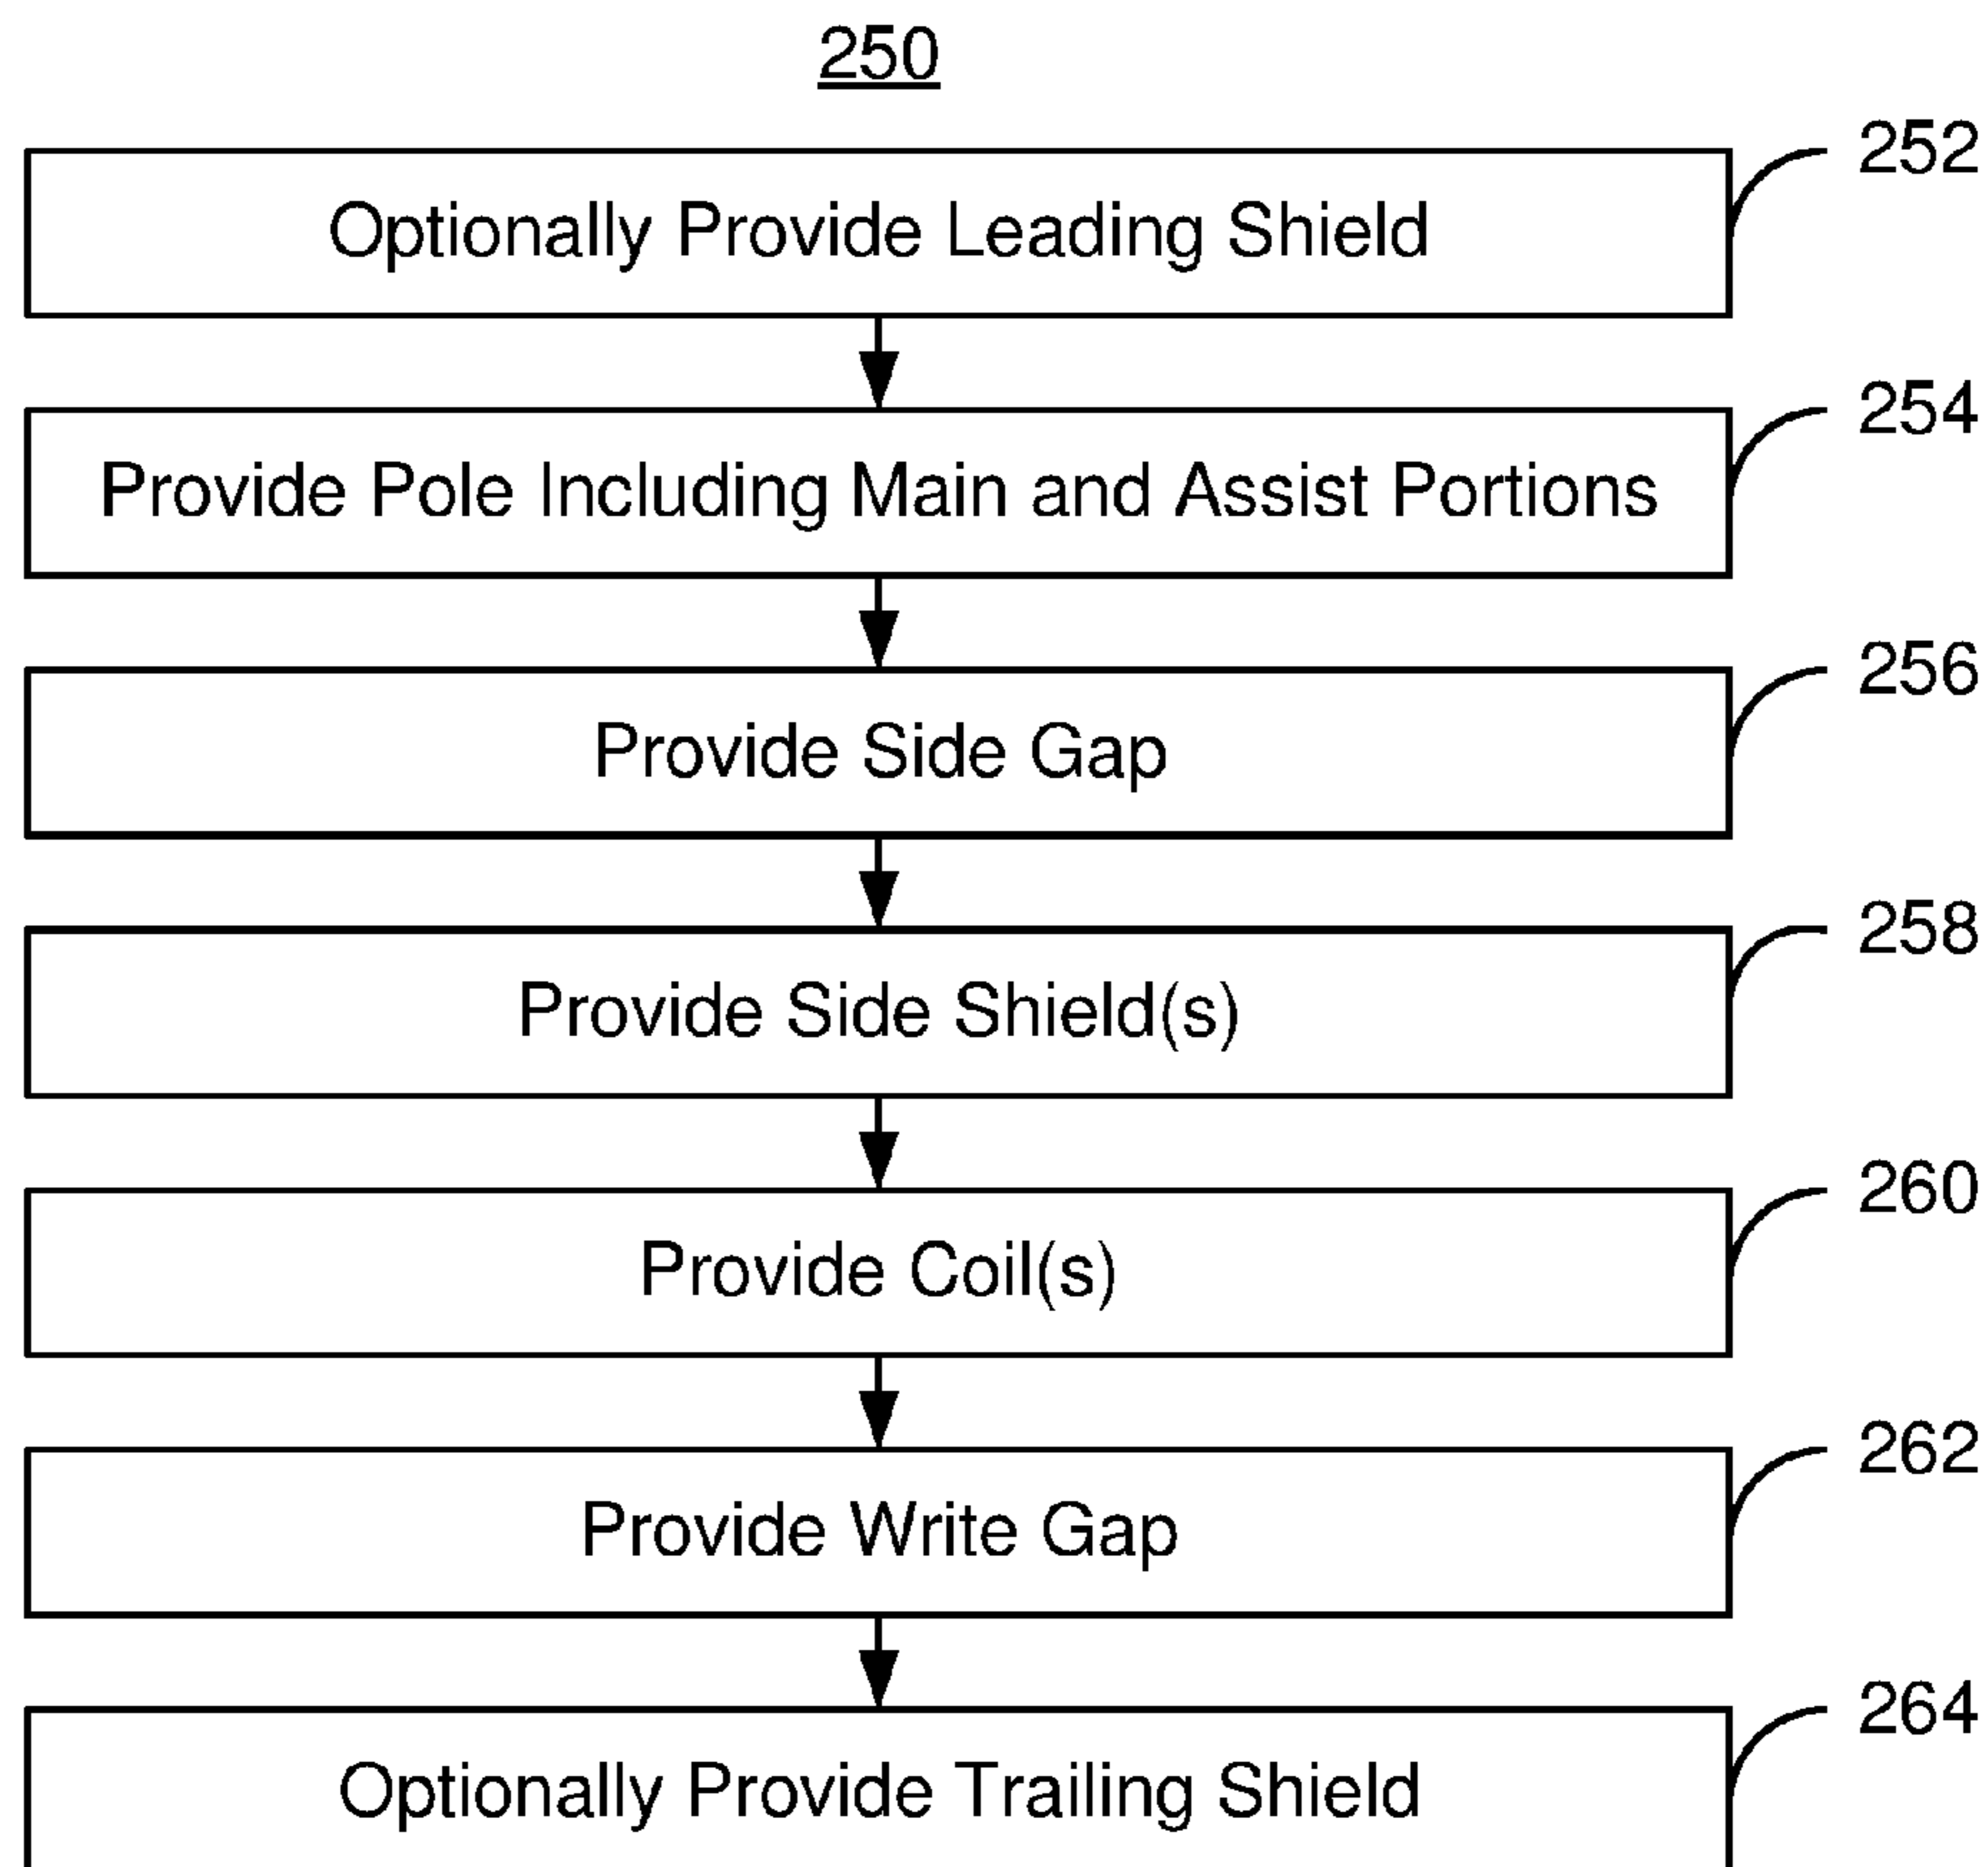 250
252
Optionally Provide Leading Shield
254
Provide Pole Including Main and Assist Portions
256
Provide Side Gap
258
Provide Side Shield(s)
260
Provide Coil(s)
262
Provide Write Gap
264
Optionally Provide Trailing Shield